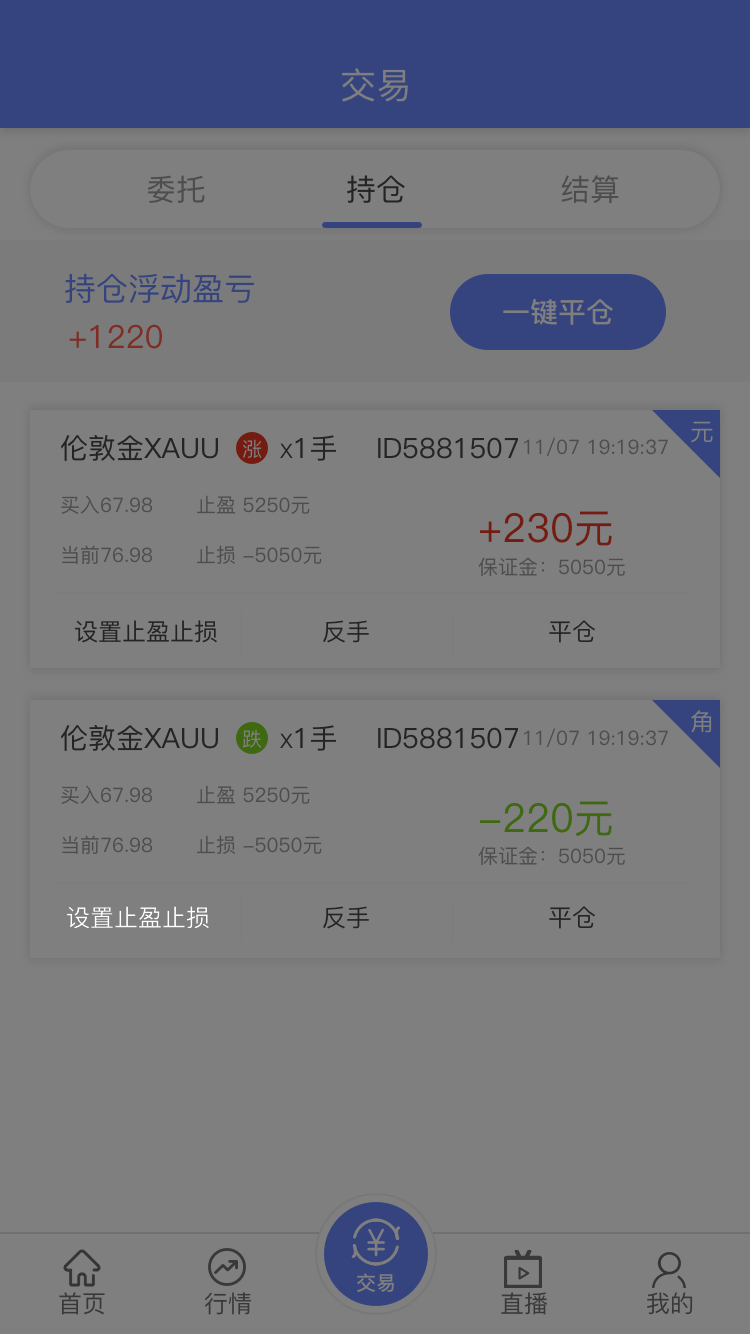 交易
委托 持仓 结算
持仓浮动盈亏
+1220
一键平仓
伦敦金XAUU 涨 x1手 ID5881507 11/07 19:19:37 元
买入67.98 止盈 5250元
+230元
当前76.98 止损 -5050元
保证金：5050元
设置止盈止损 反手 平仓
伦敦金XAUU 跌 x1手 ID5881507 11/07 19:19:37 角
买入67.98 止盈 5250元
-220元
当前76.98 止损 -5050元
保证金：5050元
设置止盈止损 反手 平仓
首页 行情 交易 直播 我的